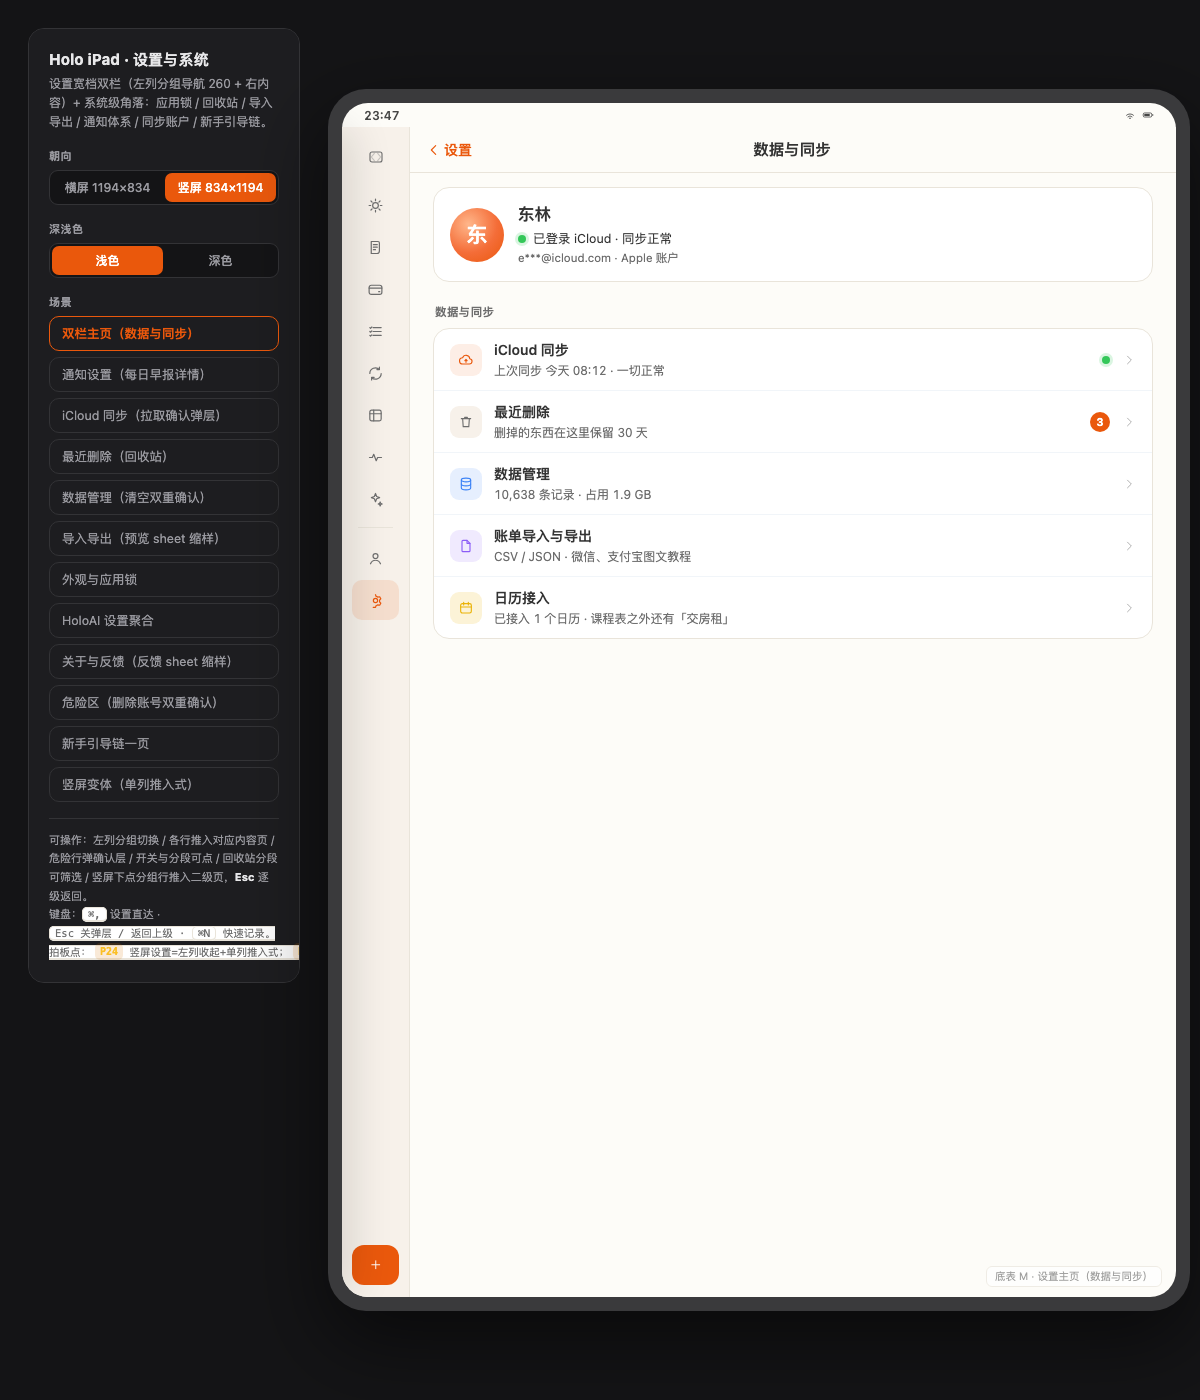 Holo iPad · 设置与系统
设置宽档双栏（左列分组导航 260 + 右内
容）+ 系统级角落：应用锁 / 回收站 / 导入
导出 / 通知体系 / 同步账户 / 新手引导链。
朝向
横屏 1194×834
竖屏 834×1194
深浅色
浅色
深色
场景
双栏主页（数据与同步）
通知设置（每日早报详情）
iCloud 同步（拉取确认弹层）
最近删除（回收站）
数据管理（清空双重确认）
导入导出（预览 sheet 缩样）
外观与应用锁
HoloAI 设置聚合
关于与反馈（反馈 sheet 缩样）
危险区（删除账号双重确认）
新手引导链一页
竖屏变体（单列推入式）
可操作：左列分组切换 / 各行推入对应内容页 /
危险行弹确认层 / 开关与分段可点 / 回收站分段
可筛选 / 竖屏下点分组行推入二级页，Esc 逐
级返回。
键盘： ⌘, 设置直达 ·
Esc 关弹层 / 返回上级 · ⌘N 快速记录。
拍板点： P24 竖屏设置=左列收起+单列推入式；
23:47
设置
数据与同步
东
东林
已登录 iCloud · 同步正常
e***@icloud.com · Apple 账户
数据与同步
iCloud 同步
上次同步 今天 08:12 · 一切正常
最近删除
删掉的东西在这里保留 30 天
3
数据管理
10,638 条记录 · 占用 1.9 GB
账单导入与导出
CSV / JSON · 微信、支付宝图文教程
日历接入
已接入 1 个日历 · 课程表之外还有「交房租」
+
底表 M · 设置主页（数据与同步）